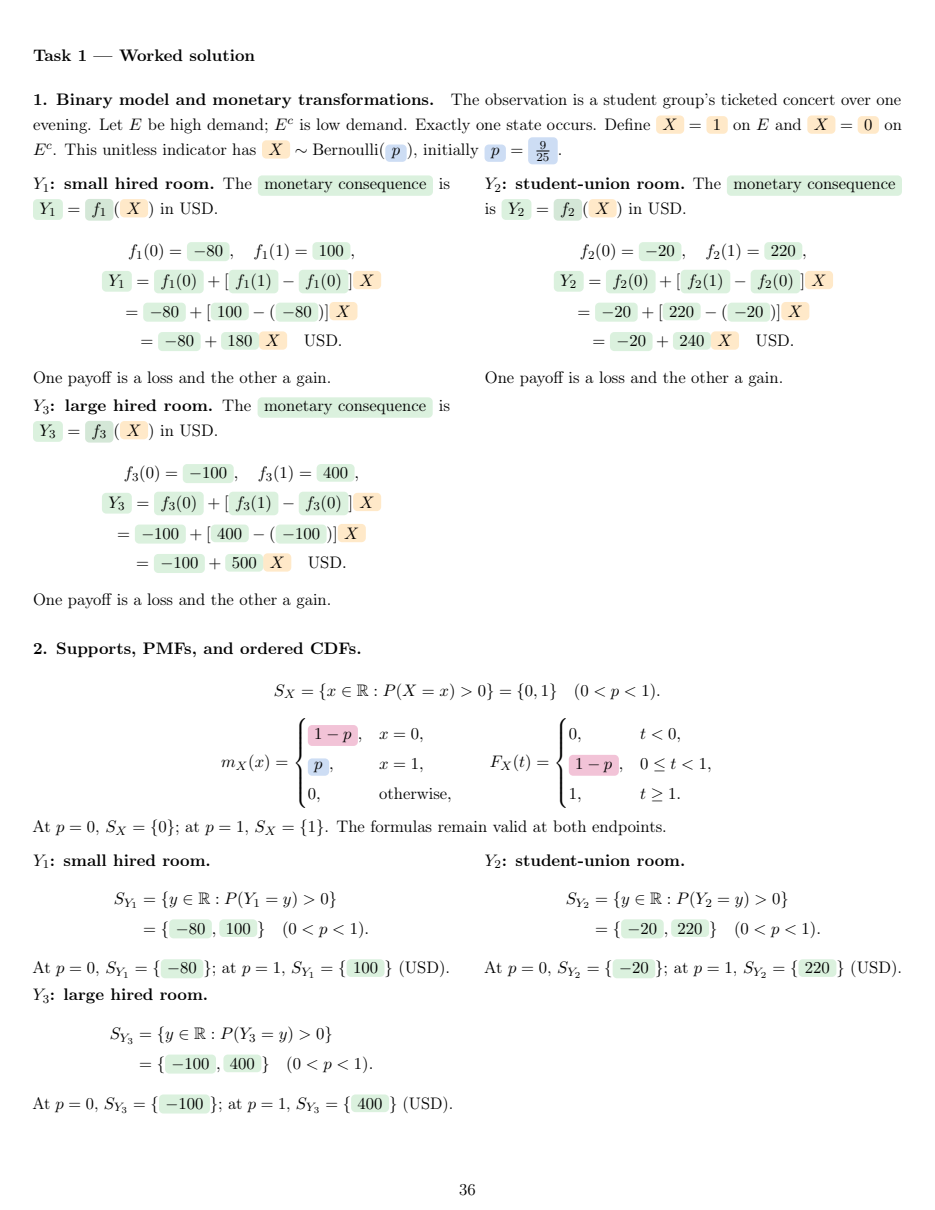 Task 1 — Worked solution
1. Binary model and monetary transformations. The observation is a student group's ticketed concert over one
evening. Let E be high demand; Eᶜ is low demand. Exactly one state occurs. Define X = 1 on E and X = 0 on
Eᶜ. This unitless indicator has X ∼ Bernoulli(p), initially p = 9/25.
Y₁: small hired room. The monetary consequence is
Y₁ = f₁(X) in USD.
f₁(0) = −80, f₁(1) = 100,
Y₁ = f₁(0) + [f₁(1) − f₁(0)]X
= −80 + [100 − (−80)]X
= −80 + 180 X USD.
One payoff is a loss and the other a gain.
Y₂: student-union room. The monetary consequence
is Y₂ = f₂(X) in USD.
f₂(0) = −20, f₂(1) = 220,
Y₂ = f₂(0) + [f₂(1) − f₂(0)]X
= −20 + [220 − (−20)]X
= −20 + 240 X USD.
One payoff is a loss and the other a gain.
Y₃: large hired room. The monetary consequence is
Y₃ = f₃(X) in USD.
f₃(0) = −100, f₃(1) = 400,
Y₃ = f₃(0) + [f₃(1) − f₃(0)]X
= −100 + [400 − (−100)]X
= −100 + 500 X USD.
One payoff is a loss and the other a gain.
2. Supports, PMFs, and ordered CDFs.
S_X = {x ∈ ℝ : P(X = x) > 0} = {0, 1} (0 < p < 1).
m_X(x) = { 1 − p, x = 0,
p, x = 1,
0, otherwise,
F_X(t) = { 0, t < 0,
1 − p, 0 ≤ t < 1,
1, t ≥ 1.
At p = 0, S_X = {0}; at p = 1, S_X = {1}. The formulas remain valid at both endpoints.
Y₁: small hired room.
S_Y₁ = {y ∈ ℝ : P(Y₁ = y) > 0}
= {−80, 100} (0 < p < 1).
At p = 0, S_Y₁ = {−80}; at p = 1, S_Y₁ = {100} (USD).
Y₂: student-union room.
S_Y₂ = {y ∈ ℝ : P(Y₂ = y) > 0}
= {−20, 220} (0 < p < 1).
At p = 0, S_Y₂ = {−20}; at p = 1, S_Y₂ = {220} (USD).
Y₃: large hired room.
S_Y₃ = {y ∈ ℝ : P(Y₃ = y) > 0}
= {−100, 400} (0 < p < 1).
At p = 0, S_Y₃ = {−100}; at p = 1, S_Y₃ = {400} (USD).
36